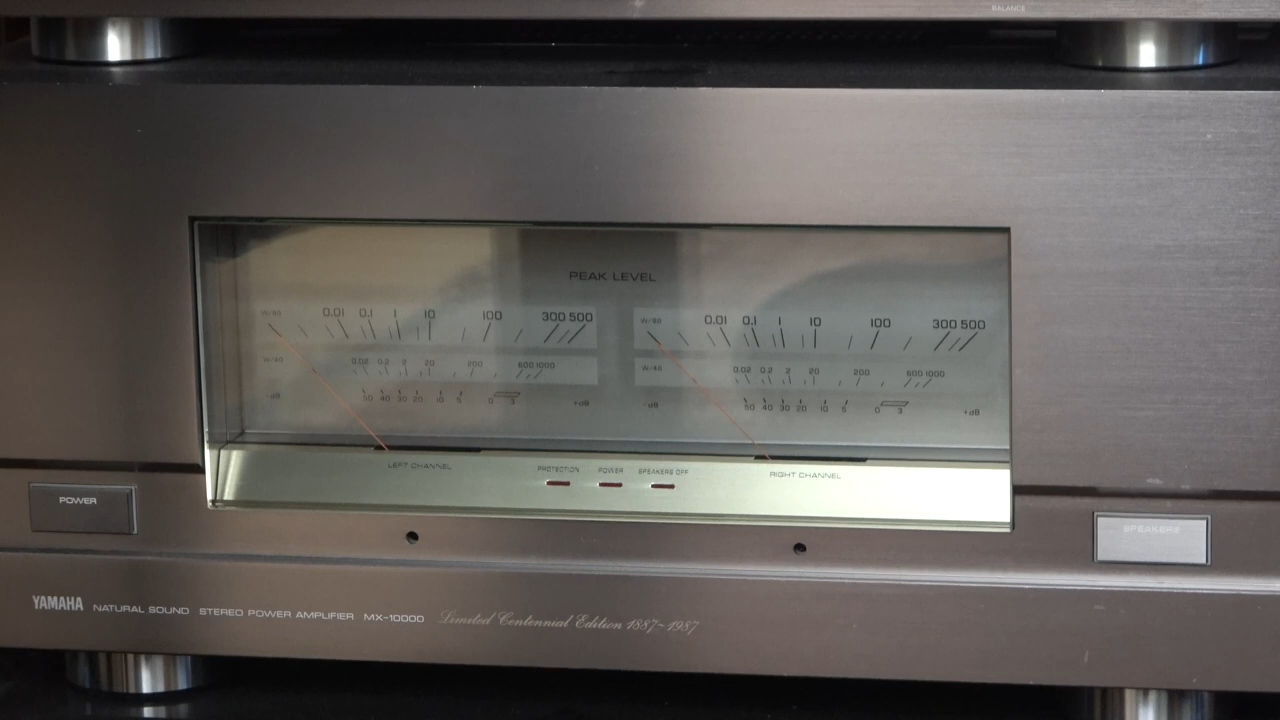 BALANCE
PEAK LEVEL
W/8Ω 0.01 0.1 1 10 100 300 500
W/8Ω 0.01 0.1 1 10 100 300 500
0.02 0.2 2 20 200 600 1000
0.02 0.2 2 20 200 600 1000
-dB 50 40 30 20 10 5 0 3 +dB
-dB 50 40 30 20 10 5 0 3 +dB
LEFT CHANNEL
PROTECTION POWER SPEAKERS OFF
RIGHT CHANNEL
POWER
SPEAKERS
YAMAHA NATURAL SOUND STEREO POWER AMPLIFIER MX-10000 Limited Centennial Edition 1887~1987